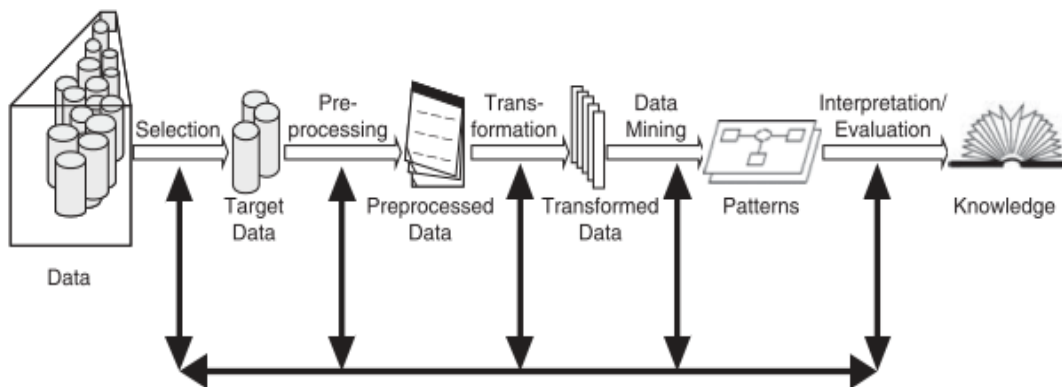 Data
Selection
Target
Data
Pre-
processing
Preprocessed
Data
Trans-
formation
Transformed
Data
Data
Mining
Patterns
Interpretation/
Evaluation
Knowledge